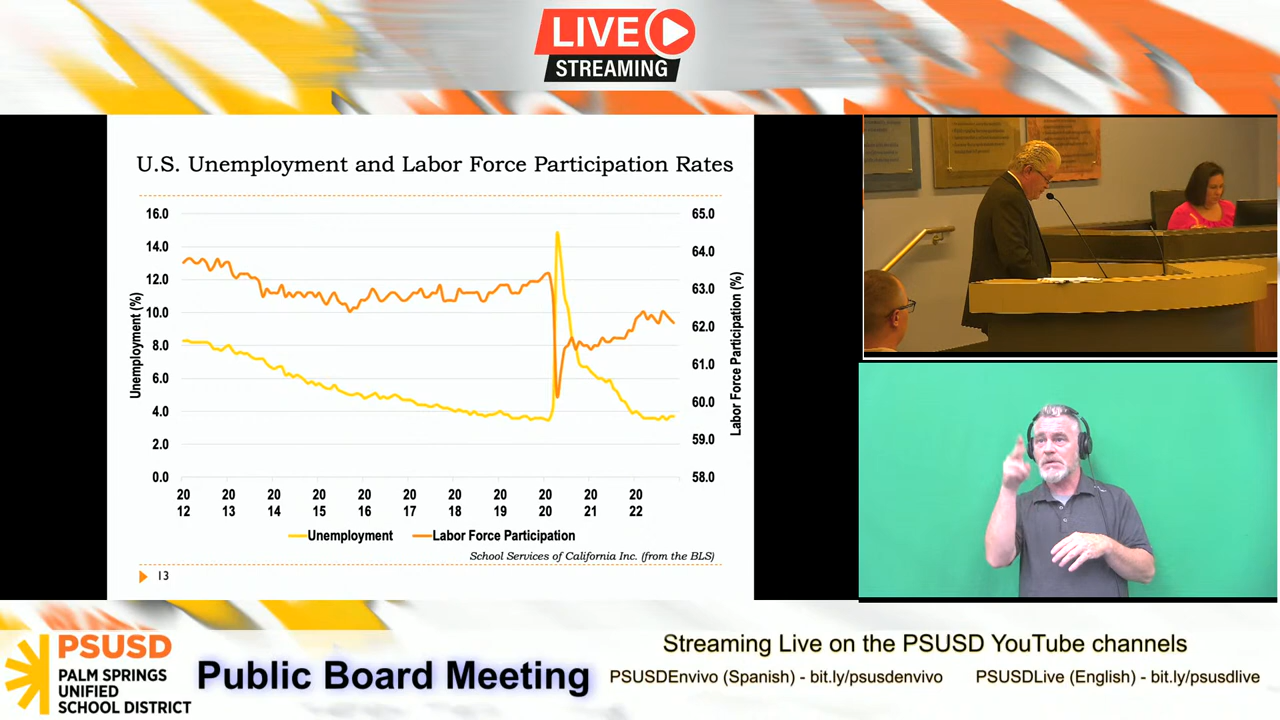 LIVE
STREAMING
U.S. Unemployment and Labor Force Participation Rates
16.0
14.0
12.0
10.0
8.0
6.0
4.0
2.0
0.0
Unemployment (%)
65.0
64.0
63.0
62.0
61.0
60.0
59.0
58.0
Labor Force Participation (%)
20 20 20 20 20 20 20 20 20 20 20
12 13 14 15 16 17 18 19 20 21 22
Unemployment Labor Force Participation
School Services of California Inc. (from the BLS)
13
PSUSD
PALM SPRINGS
UNIFIED
SCHOOL DISTRICT
Public Board Meeting
Streaming Live on the PSUSD YouTube channels
PSUSDEnvivo (Spanish) - bit.ly/psusdenvivo PSUSDLive (English) - bit.ly/psusdlive